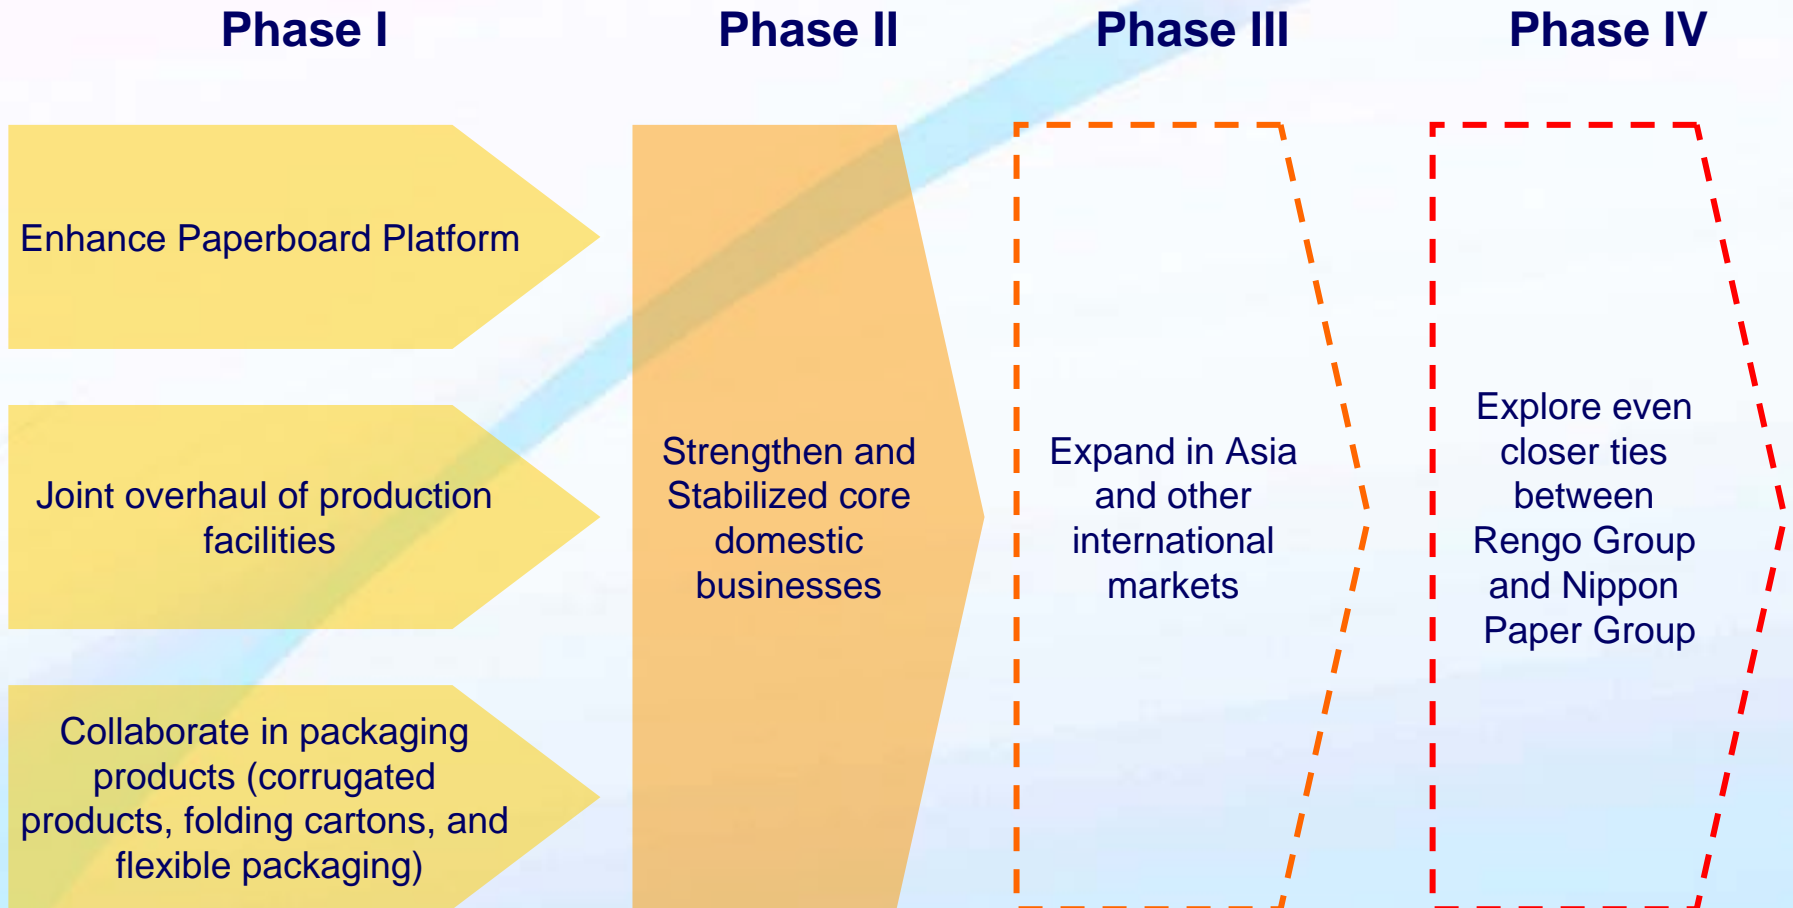 Phase I
Phase II
Phase III
Phase IV
Enhance Paperboard Platform
Joint overhaul of production
facilities
Collaborate in packaging
products (corrugated
products, folding cartons, and
flexible packaging)
Strengthen and
Stabilized core
domestic
businesses
Expand in Asia
and other
international
markets
Explore even
closer ties
between
Rengo Group
and Nippon
Paper Group